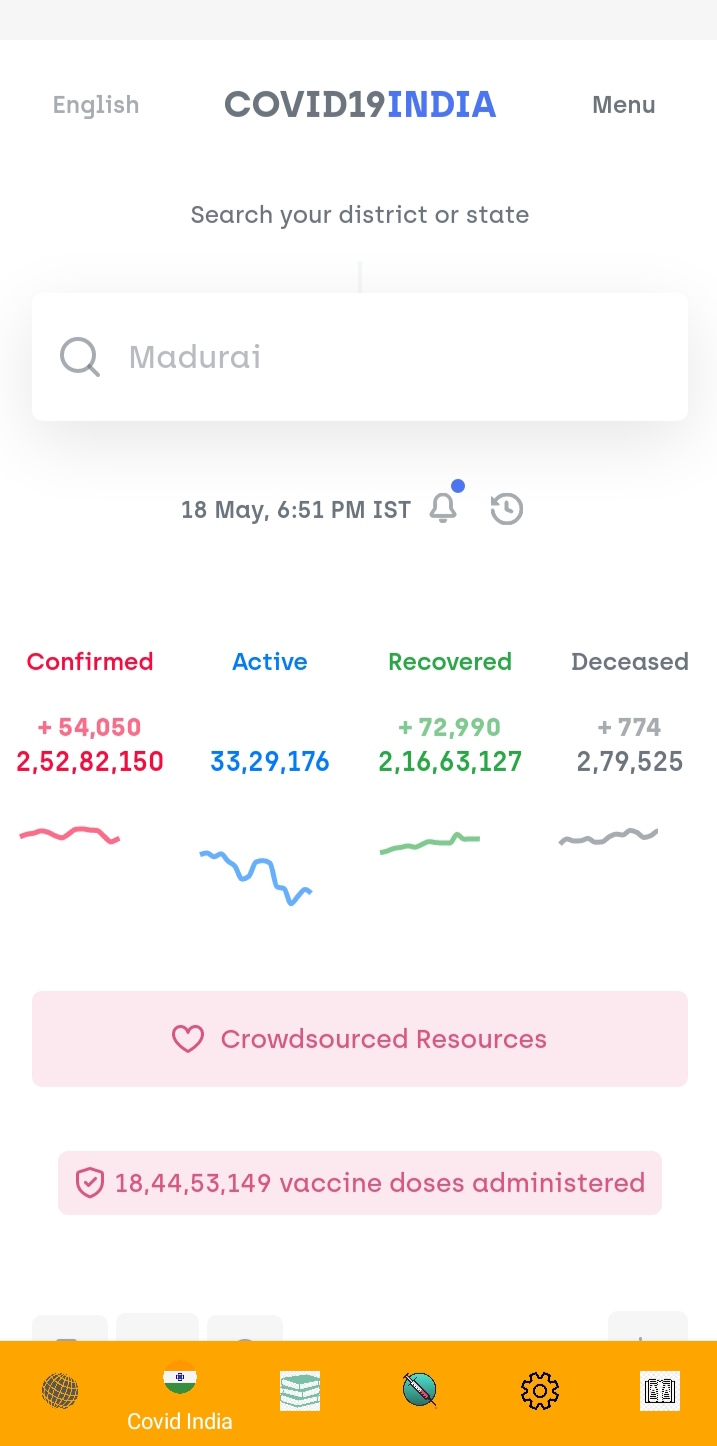 English COVID19INDIA Menu
Search your district or state
Madurai
18 May, 6:51 PM IST
Confirmed Active Recovered Deceased
+ 54,050 + 72,990 + 774
2,52,82,150 33,29,176 2,16,63,127 2,79,525
Crowdsourced Resources
18,44,53,149 vaccine doses administered
Covid India